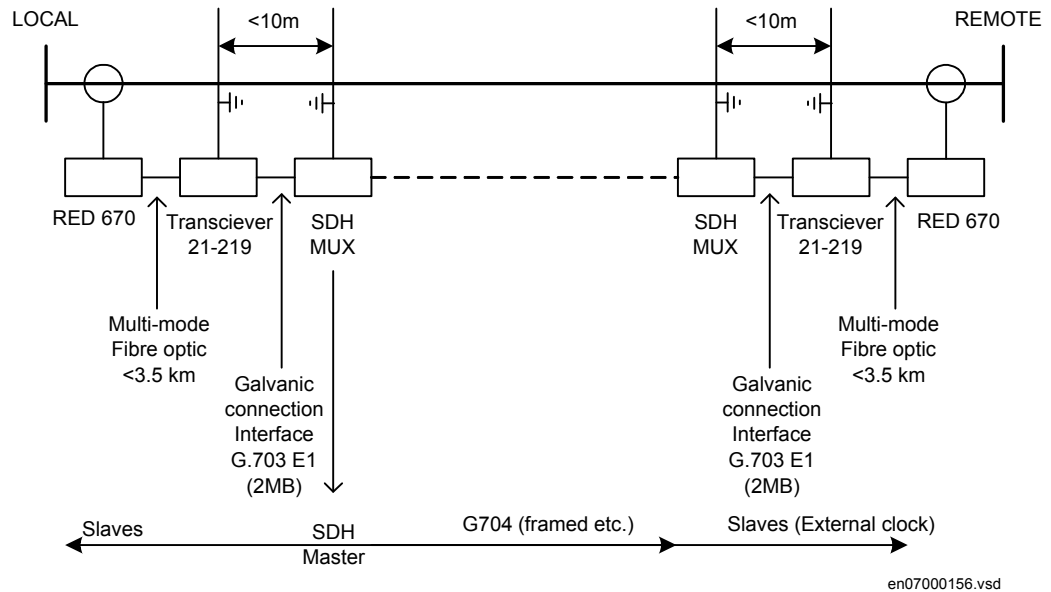 LOCAL
<10m
<10m
REMOTE
RED 670
Transciever
21-219
SDH
MUX
SDH
MUX
Transciever
21-219
RED 670
Multi-mode
Fibre optic
<3.5 km
Galvanic
connection
Interface
G.703 E1
(2MB)
Galvanic
connection
Interface
G.703 E1
(2MB)
Multi-mode
Fibre optic
<3.5 km
Slaves
SDH
Master
G704 (framed etc.)
Slaves (External clock)
en07000156.vsd